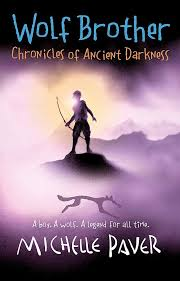 Wolf Brother
Chronicles of Ancient Darkness
A boy. A wolf. A legend for all time.
MICHELLE PAVER